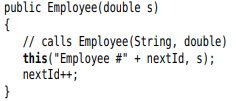 public Employee(double s)
{
// calls Employee(String, double)
this("Employee #" + nextId, s);
nextId++;
}